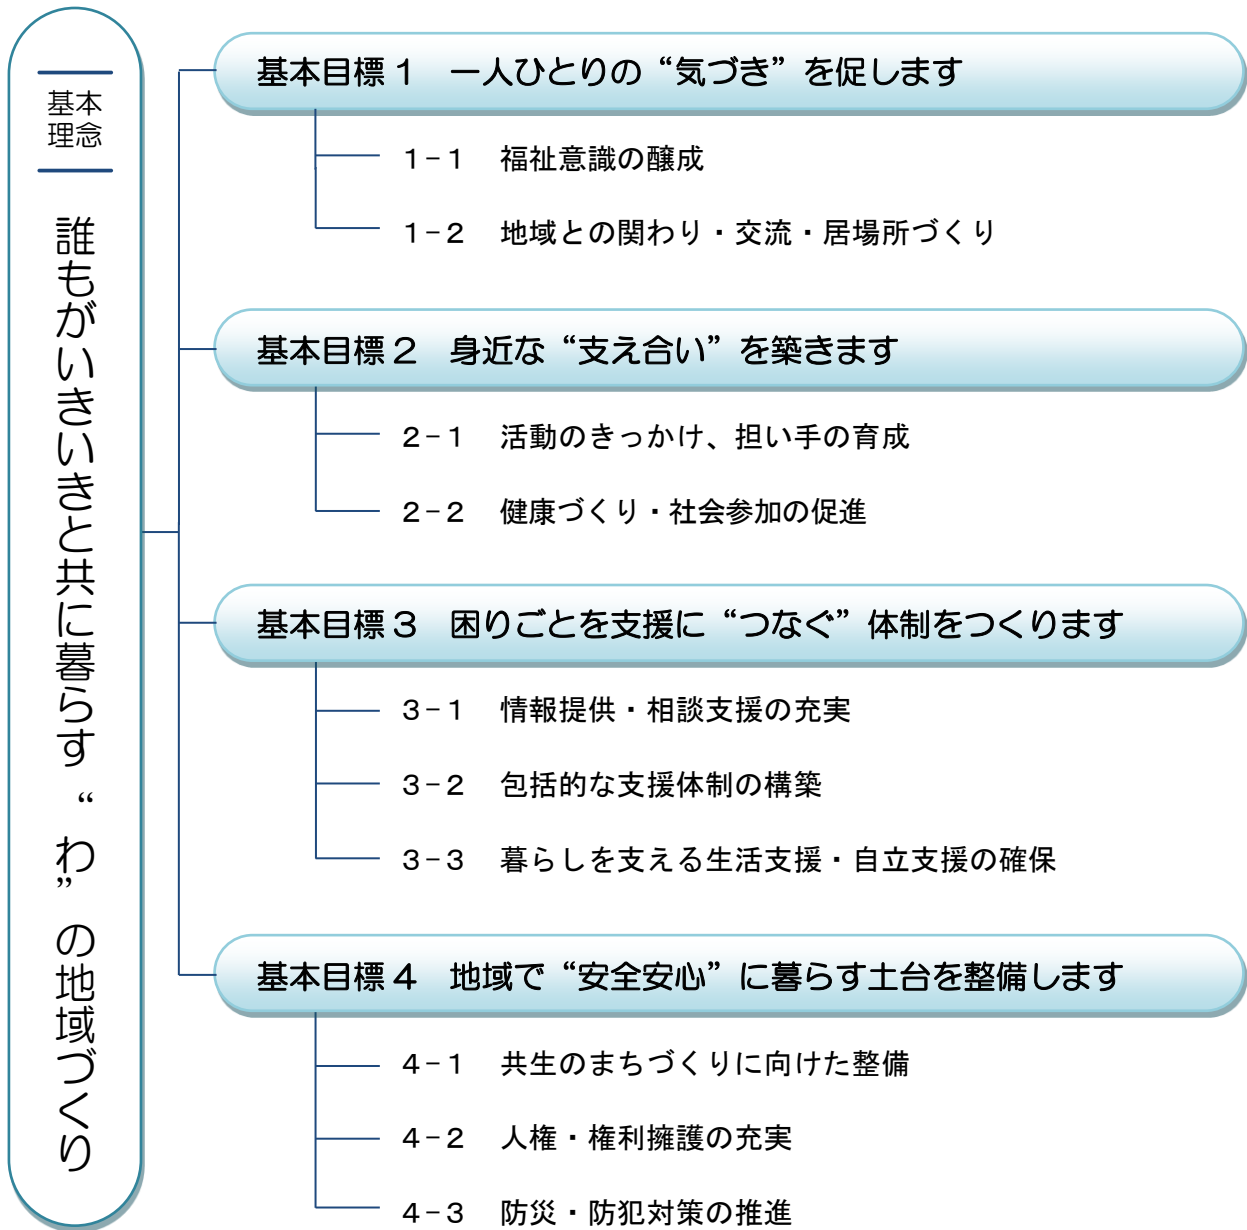 基本
理念
誰もがいきいきと共に暮らす“わ”の地域づくり
基本目標１　一人ひとりの“気づき”を促します
１−１　福祉意識の醸成
１−２　地域との関わり・交流・居場所づくり
基本目標２　身近な“支え合い”を築きます
２−１　活動のきっかけ、担い手の育成
２−２　健康づくり・社会参加の促進
基本目標３　困りごとを支援に“つなぐ”体制をつくります
３−１　情報提供・相談支援の充実
３−２　包括的な支援体制の構築
３−３　暮らしを支える生活支援・自立支援の確保
基本目標４　地域で“安全安心”に暮らす土台を整備します
４−１　共生のまちづくりに向けた整備
４−２　人権・権利擁護の充実
４−３　防災・防犯対策の推進